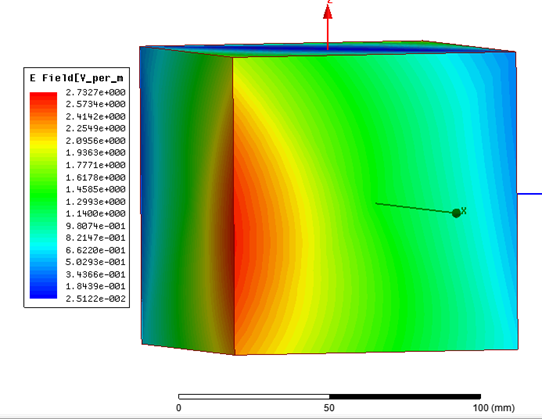 Z
E Field[V_per_m
2.7327e+000
2.5734e+000
2.4142e+000
2.2549e+000
2.0956e+000
1.9363e+000
1.7771e+000
1.6178e+000
1.4585e+000
1.2993e+000
1.1400e+000
9.8074e-001
8.2147e-001
6.6220e-001
5.0293e-001
3.4366e-001
1.8439e-001
2.5122e-002
X
0 50 100 (mm)